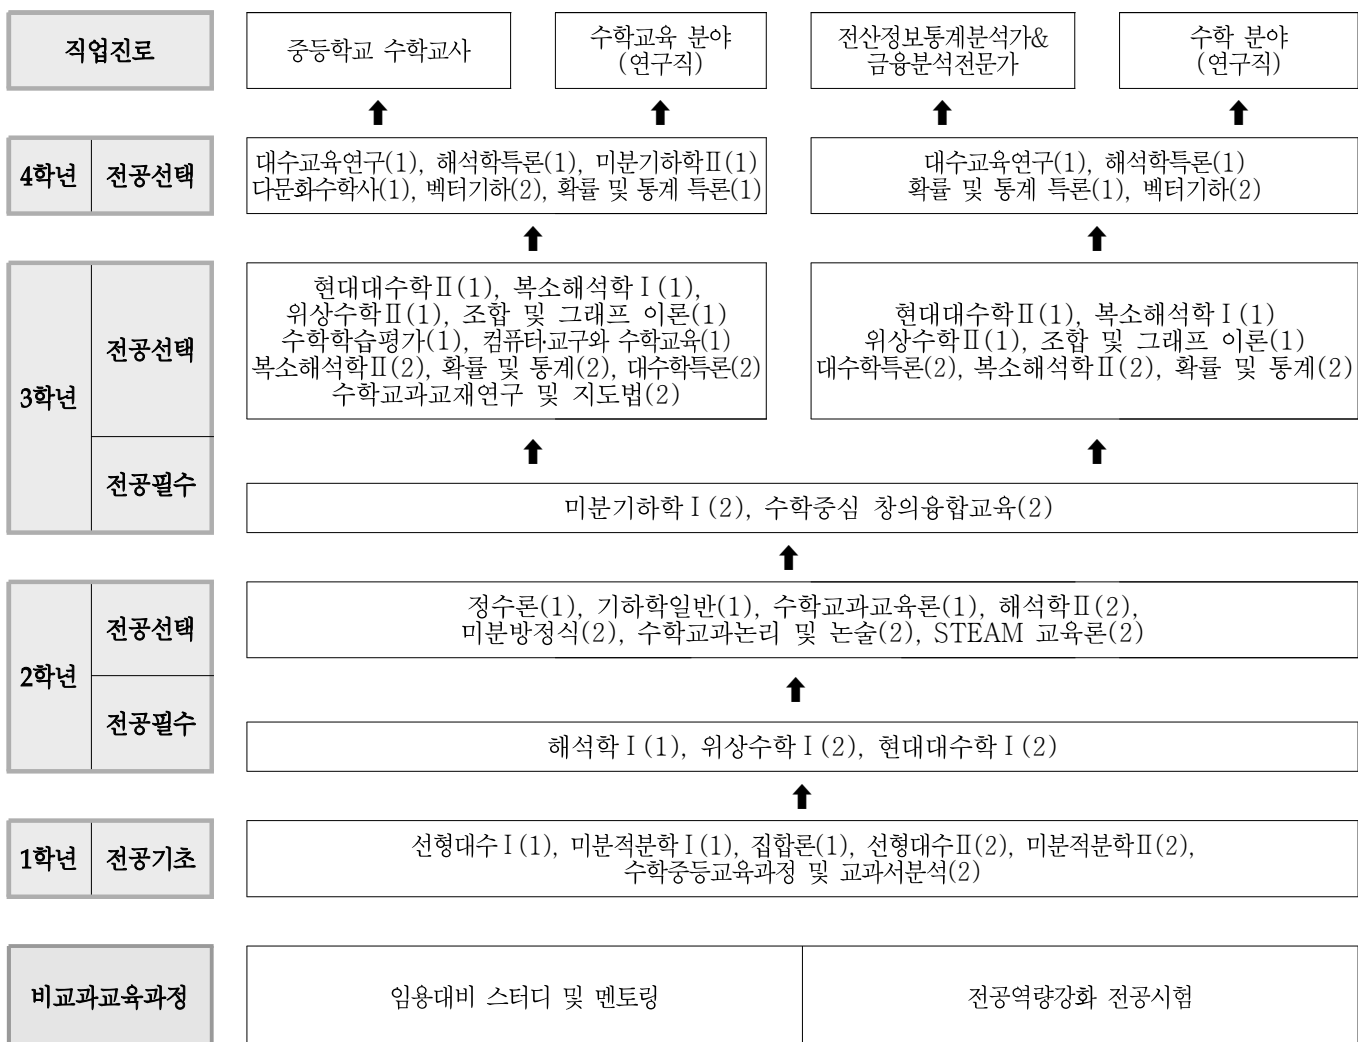 직업진로
중등학교 수학교사
수학교육 분야
(연구직)
전산정보통계분석가&
금융분석전문가
수학 분야
(연구직)
4학년 전공선택
대수교육연구(1), 해석학특론(1), 미분기하학Ⅱ(1)
다문화수학사(1), 벡터기하(2), 확률 및 통계 특론(1)
대수교육연구(1), 해석학특론(1)
확률 및 통계 특론(1), 벡터기하(2)
3학년
전공선택
현대대수학Ⅱ(1), 복소해석학Ⅰ(1),
위상수학Ⅱ(1), 조합 및 그래프 이론(1)
수학학습평가(1), 컴퓨터·교구와 수학교육(1)
복소해석학Ⅱ(2), 확률 및 통계(2), 대수학특론(2)
수학교과교재연구 및 지도법(2)
현대대수학Ⅱ(1), 복소해석학Ⅰ(1)
위상수학Ⅱ(1), 조합 및 그래프 이론(1)
대수학특론(2), 복소해석학Ⅱ(2), 확률 및 통계(2)
전공필수
미분기하학Ⅰ(2), 수학중심 창의융합교육(2)
2학년
전공선택
정수론(1), 기하학일반(1), 수학교과교육론(1), 해석학Ⅱ(2),
미분방정식(2), 수학교과논리 및 논술(2), STEAM 교육론(2)
전공필수
해석학Ⅰ(1), 위상수학Ⅰ(2), 현대대수학Ⅰ(2)
1학년 전공기초
선형대수Ⅰ(1), 미분적분학Ⅰ(1), 집합론(1), 선형대수Ⅱ(2), 미분적분학Ⅱ(2),
수학중등교육과정 및 교과서분석(2)
비교과교육과정
임용대비 스터디 및 멘토링
전공역량강화 전공시험